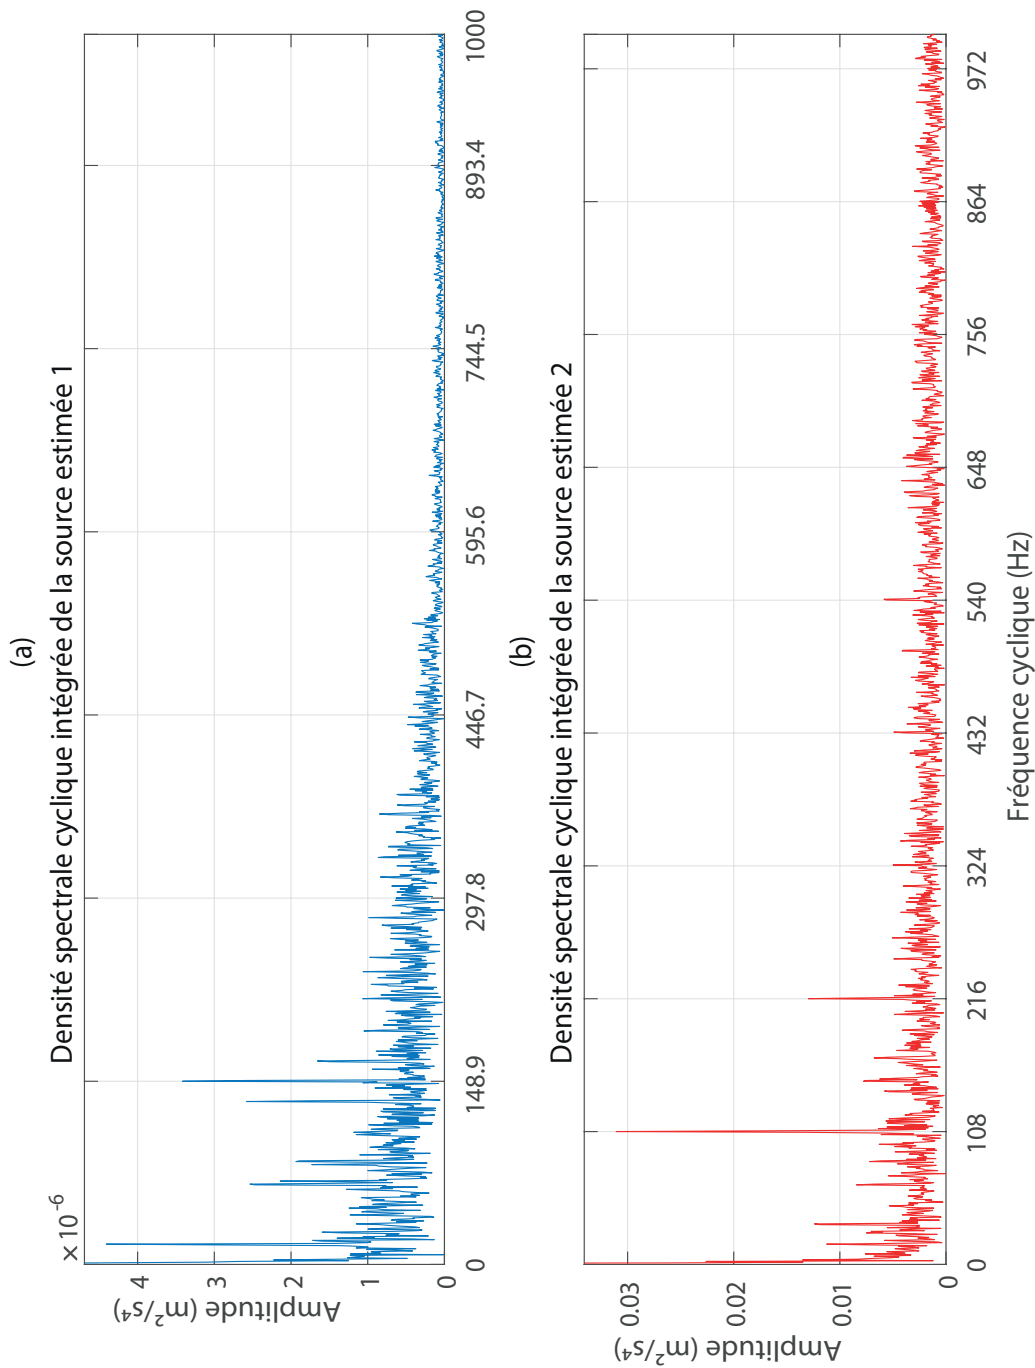 (a)
Densité spectrale cyclique intégrée de la source estimée 1
×10⁻⁶
Amplitude (m²/s⁴)
4
3
2
1
0
0 148.9 297.8 446.7 595.6 744.5 893.4 1000
(b)
Densité spectrale cyclique intégrée de la source estimée 2
Amplitude (m²/s⁴)
0.03
0.02
0.01
0
0 108 216 324 432 540 648 756 864 972
Fréquence cyclique (Hz)